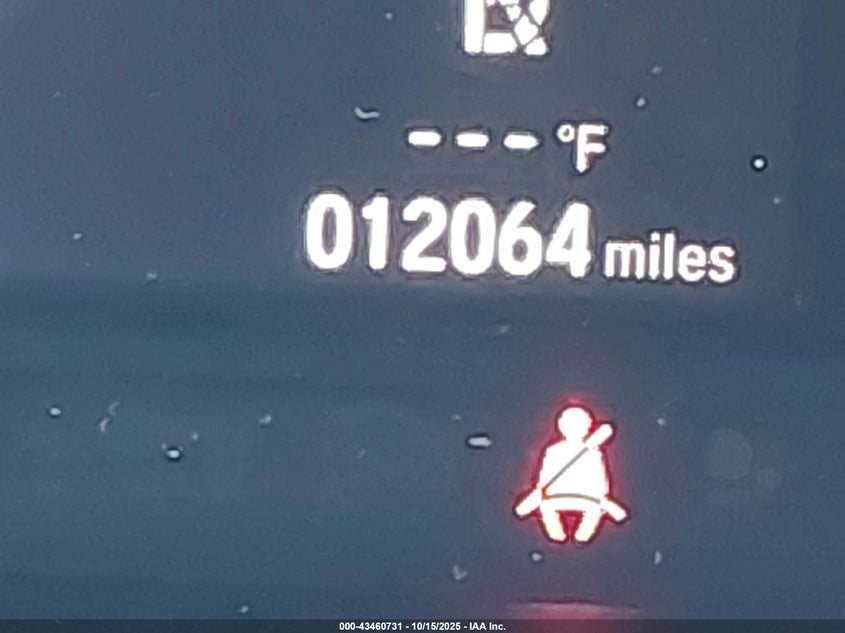 --- °F
012064 miles
000-43460731 - 10/15/2025 - IAA Inc.